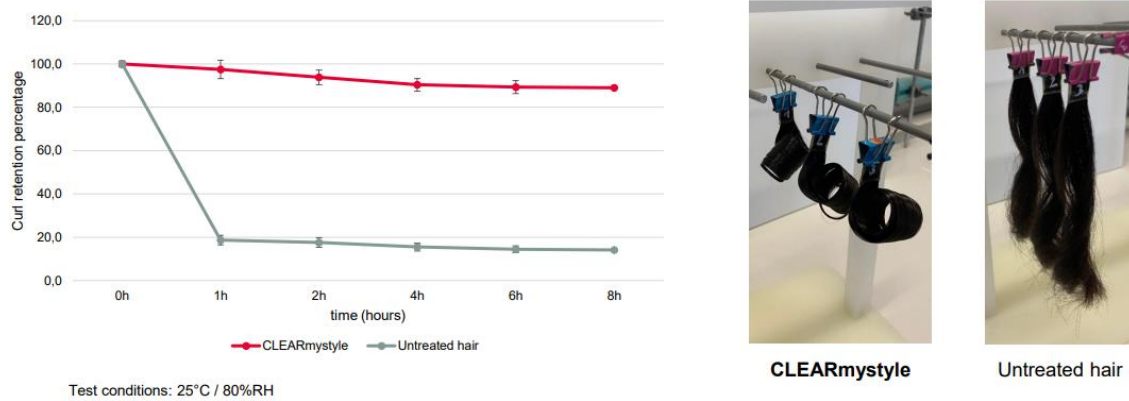 120,0
100,0
80,0
60,0
40,0
20,0
0,0
Curl retention percentage
0h 1h 2h 4h 6h 8h
time (hours)
CLEARmystyle Untreated hair
Test conditions: 25°C / 80%RH
CLEARmystyle Untreated hair